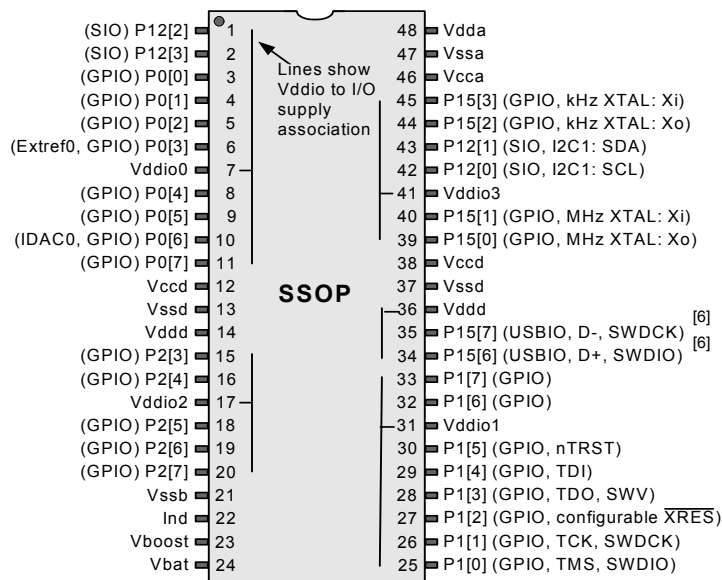 (SIO) P12[2] 1
(SIO) P12[3] 2
(GPIO) P0[0] 3
(GPIO) P0[1] 4
(GPIO) P0[2] 5
(Extref0, GPIO) P0[3] 6
Vddio0 7
(GPIO) P0[4] 8
(GPIO) P0[5] 9
(IDAC0, GPIO) P0[6] 10
(GPIO) P0[7] 11
Vccd 12
Vssd 13
Vddd 14
(GPIO) P2[3] 15
(GPIO) P2[4] 16
Vddio2 17
(GPIO) P2[5] 18
(GPIO) P2[6] 19
(GPIO) P2[7] 20
Vssb 21
Ind 22
Vboost 23
Vbat 24
Lines show
Vddio to I/O
supply
association
SSOP
48 Vdda
47 Vssa
46 Vcca
45 P15[3] (GPIO, kHz XTAL: Xi)
44 P15[2] (GPIO, kHz XTAL: Xo)
43 P12[1] (SIO, I2C1: SDA)
42 P12[0] (SIO, I2C1: SCL)
41 Vddio3
40 P15[1] (GPIO, MHz XTAL: Xi)
39 P15[0] (GPIO, MHz XTAL: Xo)
38 Vccd
37 Vssd
36 Vddd
35 P15[7] (USBIO, D-, SWDCK) [6]
34 P15[6] (USBIO, D+, SWDIO) [6]
33 P1[7] (GPIO)
32 P1[6] (GPIO)
31 Vddio1
30 P1[5] (GPIO, nTRST)
29 P1[4] (GPIO, TDI)
28 P1[3] (GPIO, TDO, SWV)
27 P1[2] (GPIO, configurable XRES)
26 P1[1] (GPIO, TCK, SWDCK)
25 P1[0] (GPIO, TMS, SWDIO)